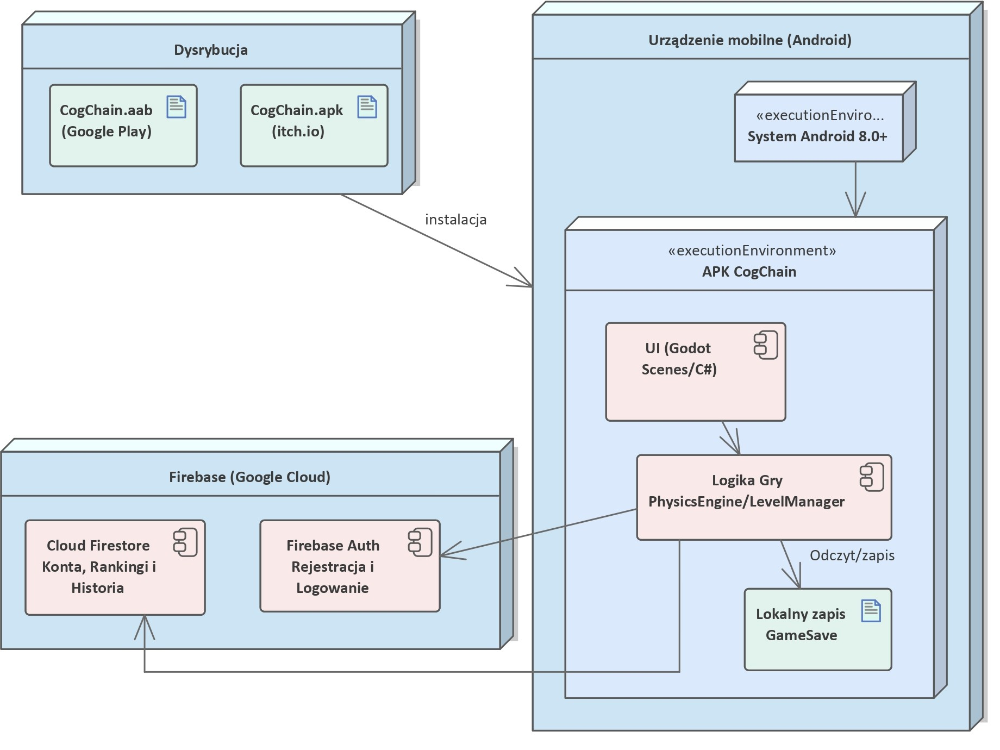 Dysrybucja
CogChain.aab
(Google Play)
CogChain.apk
(itch.io)
instalacja
Urządzenie mobilne (Android)
«executionEnviro...
System Android 8.0+
«executionEnvironment»
APK CogChain
UI (Godot
Scenes/C#)
Logika Gry
PhysicsEngine/LevelManager
Odczyt/zapis
Lokalny zapis
GameSave
Firebase (Google Cloud)
Cloud Firestore
Konta, Rankingi i
Historia
Firebase Auth
Rejestracja i
Logowanie